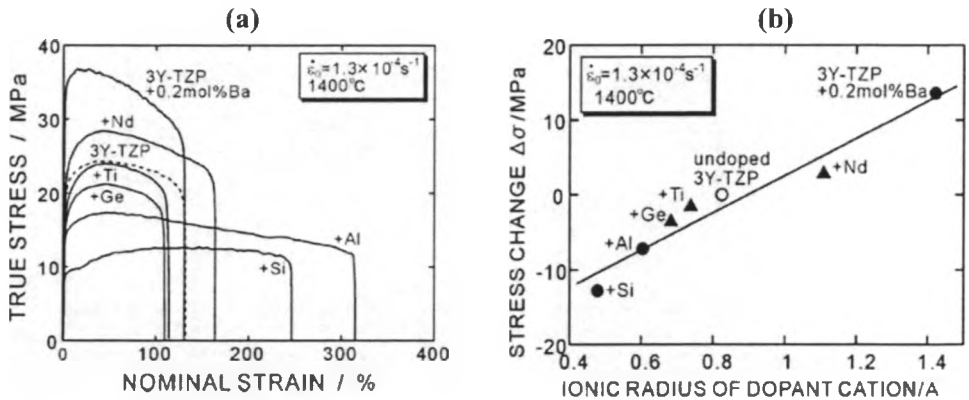 (a)
TRUE STRESS / MPa
40
30
20
10
0
3Y-TZP
+0.2mol%Ba
+Nd
3Y-TZP
+Ti
+Ge
+Al
+Si
ε̇₀=1.3×10⁻⁴s⁻¹
1400℃
0 100 200 300 400
NOMINAL STRAIN / %
(b)
STRESS CHANGE Δσ/MPa
20
10
0
-10
-20
ε̇₀=1.3×10⁻⁴s⁻¹
1400℃
3Y-TZP
+0.2mol%Ba
undoped
3Y-TZP
+Nd
+Ti
+Ge
+Al
+Si
0.4 0.6 0.8 1 1.2 1.4
IONIC RADIUS OF DOPANT CATION/A